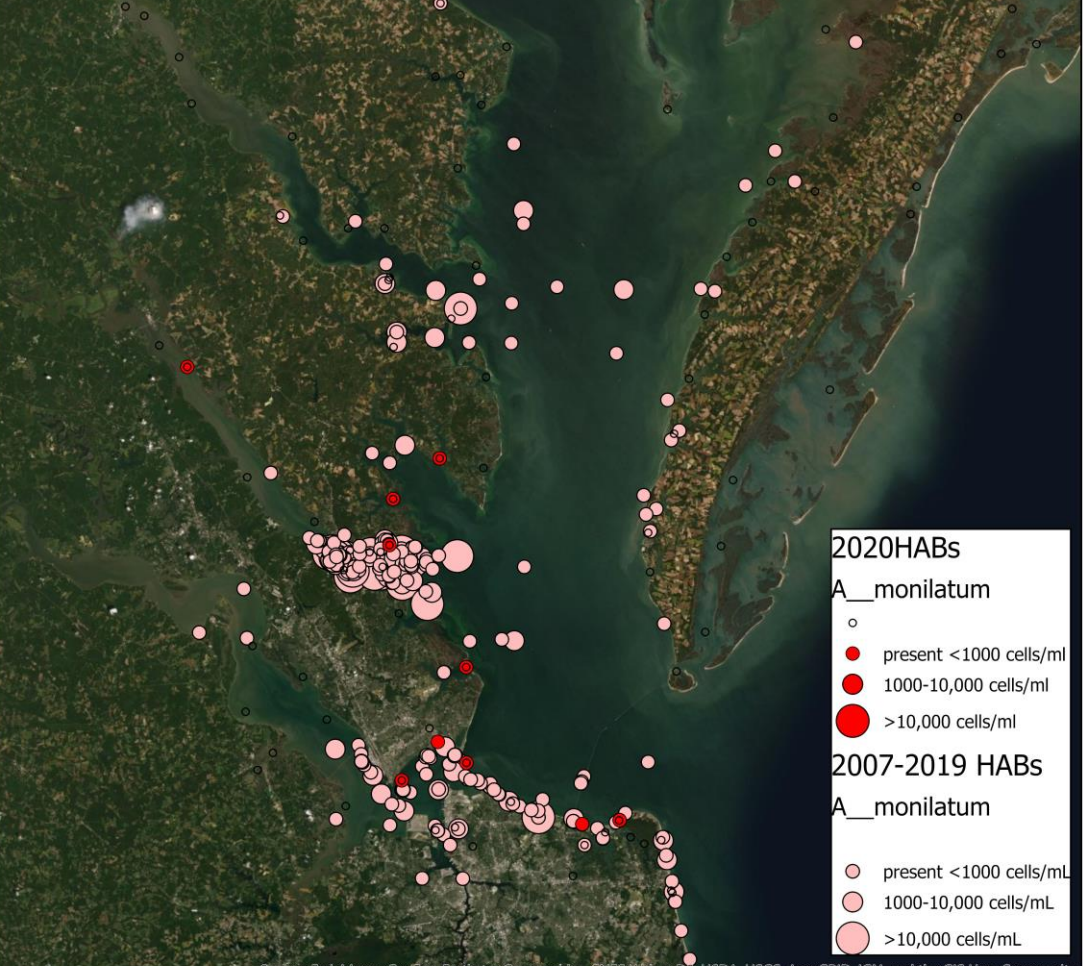 2020HABs
A__monilatum
present <1000 cells/ml
1000-10,000 cells/ml
>10,000 cells/ml
2007-2019 HABs
A__monilatum
present <1000 cells/mL
1000-10,000 cells/mL
>10,000 cells/mL